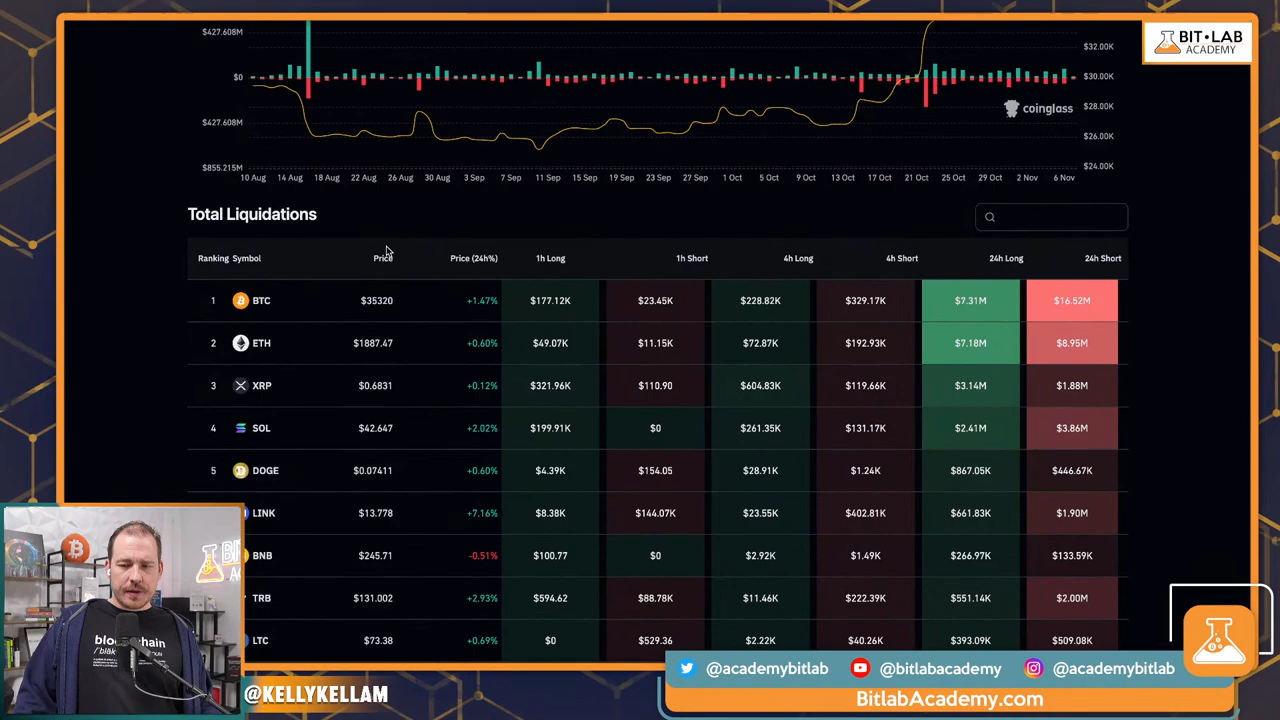 $427.608M
$0
$427.608M
$855.215M
$32.00K
$30.00K
$28.00K
$26.00K
$24.00K
coinglass
10 Aug 14 Aug 18 Aug 22 Aug 26 Aug 30 Aug 3 Sep 7 Sep 11 Sep 15 Sep 19 Sep 23 Sep 27 Sep 1 Oct 5 Oct 9 Oct 13 Oct 17 Oct 21 Oct 25 Oct 29 Oct 2 Nov 6 Nov
BIT·LAB
ACADEMY
Total Liquidations
Ranking Symbol Price Price (24h%) 1h Long 1h Short 4h Long 4h Short 24h Long 24h Short
1 BTC $35320 +1.47% $177.12K $23.45K $228.82K $329.17K $7.31M $16.52M
2 ETH $1887.47 +0.60% $49.07K $11.15K $72.87K $192.93K $7.18M $8.95M
3 XRP $0.6831 +0.12% $321.96K $110.90 $604.83K $119.66K $3.14M $1.88M
4 SOL $42.647 +2.02% $199.91K $0 $261.35K $131.17K $2.41M $3.86M
5 DOGE $0.07411 +0.60% $4.39K $154.05 $28.91K $1.24K $867.05K $446.67K
LINK $13.778 +7.16% $8.38K $144.07K $23.55K $402.81K $661.83K $1.90M
BNB $245.71 -0.51% $100.77 $0 $2.92K $1.49K $266.97K $133.59K
TRB $131.002 +2.93% $594.62 $88.78K $11.46K $222.39K $551.14K $2.00M
LTC $73.38 +0.69% $0 $529.36 $2.22K $40.26K $393.09K $509.08K
blockchain
@KELLYKELLAM
@academybitlab @bitlabacademy @academybitlab
BitlabAcademy.com